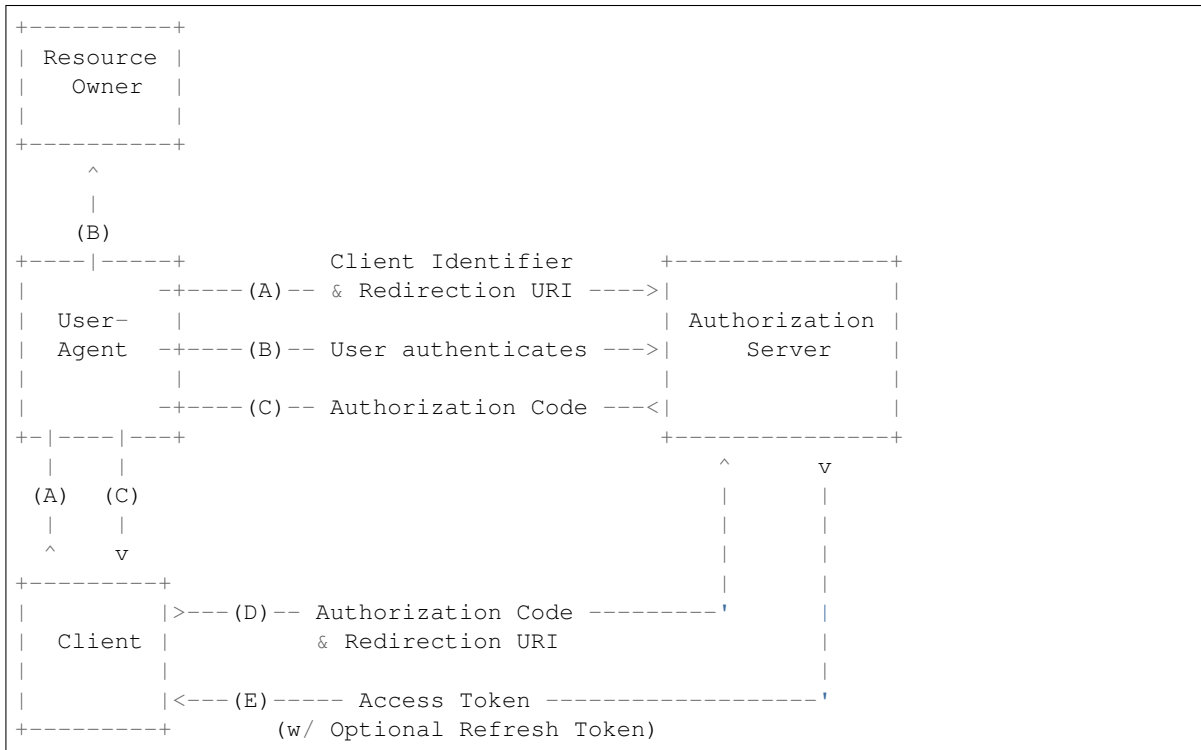 +----------+
| Resource |
|   Owner  |
|          |
+----------+
     ^
     |
    (B)
+----|-----+          Client Identifier      +---------------+
|         -+----(A)-- & Redirection URI ---->|               |
|  User-   |                                 | Authorization |
|  Agent  -+----(B)-- User authenticates --->|     Server    |
|          |                                 |               |
|         -+----(C)-- Authorization Code ---<|               |
+-|----|---+                                 +---------------+
  |    |                                         ^      v
 (A)  (C)                                        |      |
  |    |                                         |      |
  ^    v                                         |      |
+---------+                                      |      |
|         |>---(D)-- Authorization Code ---------'      |
|  Client |          & Redirection URI                  |
|         |                                             |
|         |<---(E)----- Access Token -------------------'
+---------+       (w/ Optional Refresh Token)